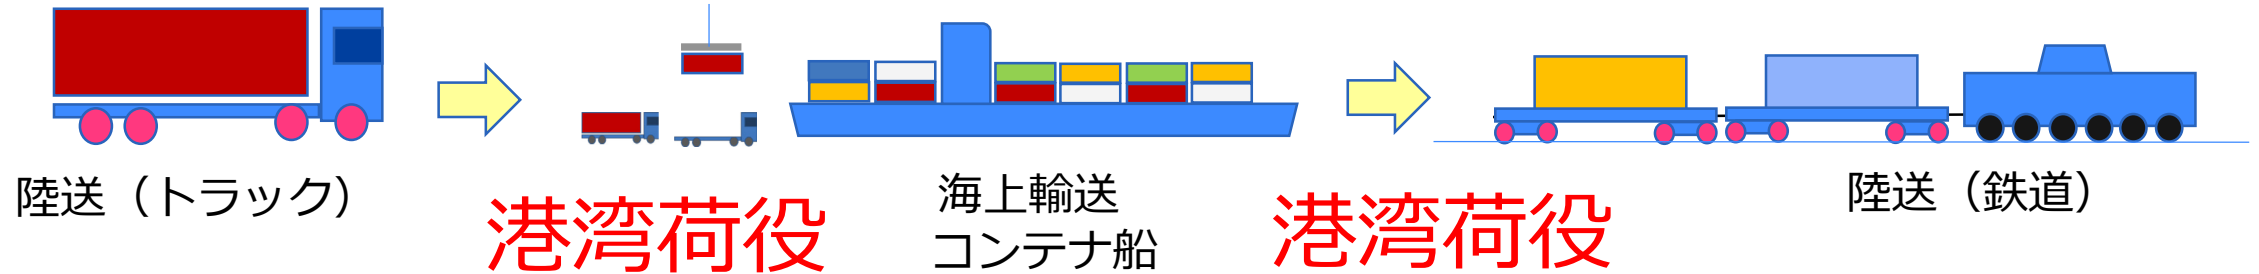 陸送（トラック）
港湾荷役
海上輸送
コンテナ船
港湾荷役
陸送（鉄道）